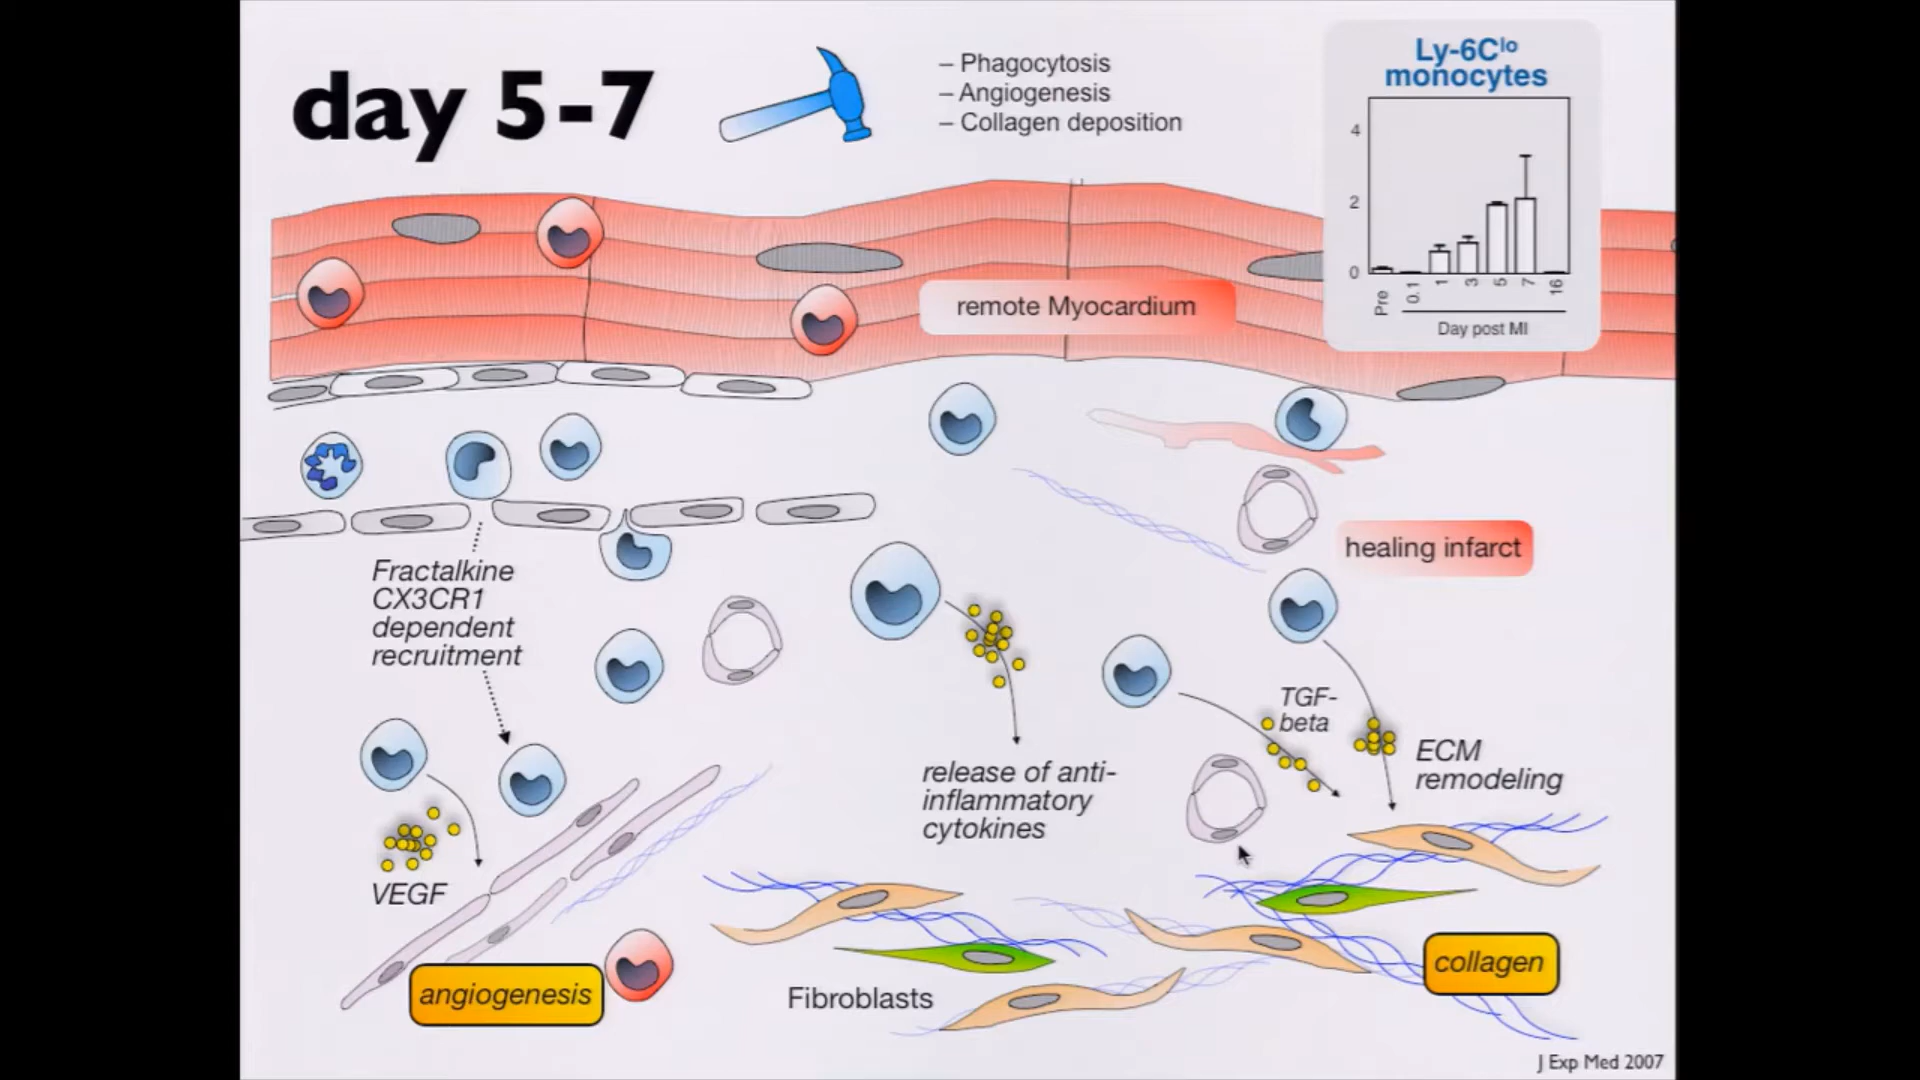 day 5-7
– Phagocytosis
– Angiogenesis
– Collagen deposition
Ly-6Clo
monocytes
4
2
0
Pre
0.1
1
3
5
7
16
Day post MI
remote Myocardium
healing infarct
Fractalkine
CX3CR1
dependent
recruitment
TGF-
beta
ECM
remodeling
release of anti-
inflammatory
cytokines
VEGF
angiogenesis
Fibroblasts
collagen
J Exp Med 2007